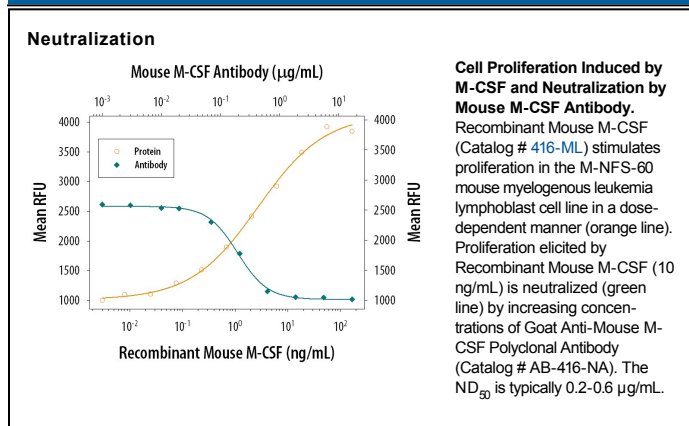 Neutralization
Mouse M-CSF Antibody (μg/mL)
10⁻³ 10⁻² 10⁻¹ 10⁰ 10¹
4000 4000
3500 3500
3000 3000
2500 2500
2000 2000
1500 1500
1000 1000
Mean RFU
Mean RFU
Protein
Antibody
10⁻² 10⁻¹ 10⁰ 10¹ 10²
Recombinant Mouse M-CSF (ng/mL)
Cell Proliferation Induced by
M-CSF and Neutralization by
Mouse M-CSF Antibody.
Recombinant Mouse M-CSF
(Catalog # 416-ML) stimulates
proliferation in the M-NFS-60
mouse myelogenous leukemia
lymphoblast cell line in a dose-
dependent manner (orange line).
Proliferation elicited by
Recombinant Mouse M-CSF (10
ng/mL) is neutralized (green
line) by increasing concen-
trations of Goat Anti-Mouse M-
CSF Polyclonal Antibody
(Catalog # AB-416-NA). The
ND₅₀ is typically 0.2-0.6 μg/mL.